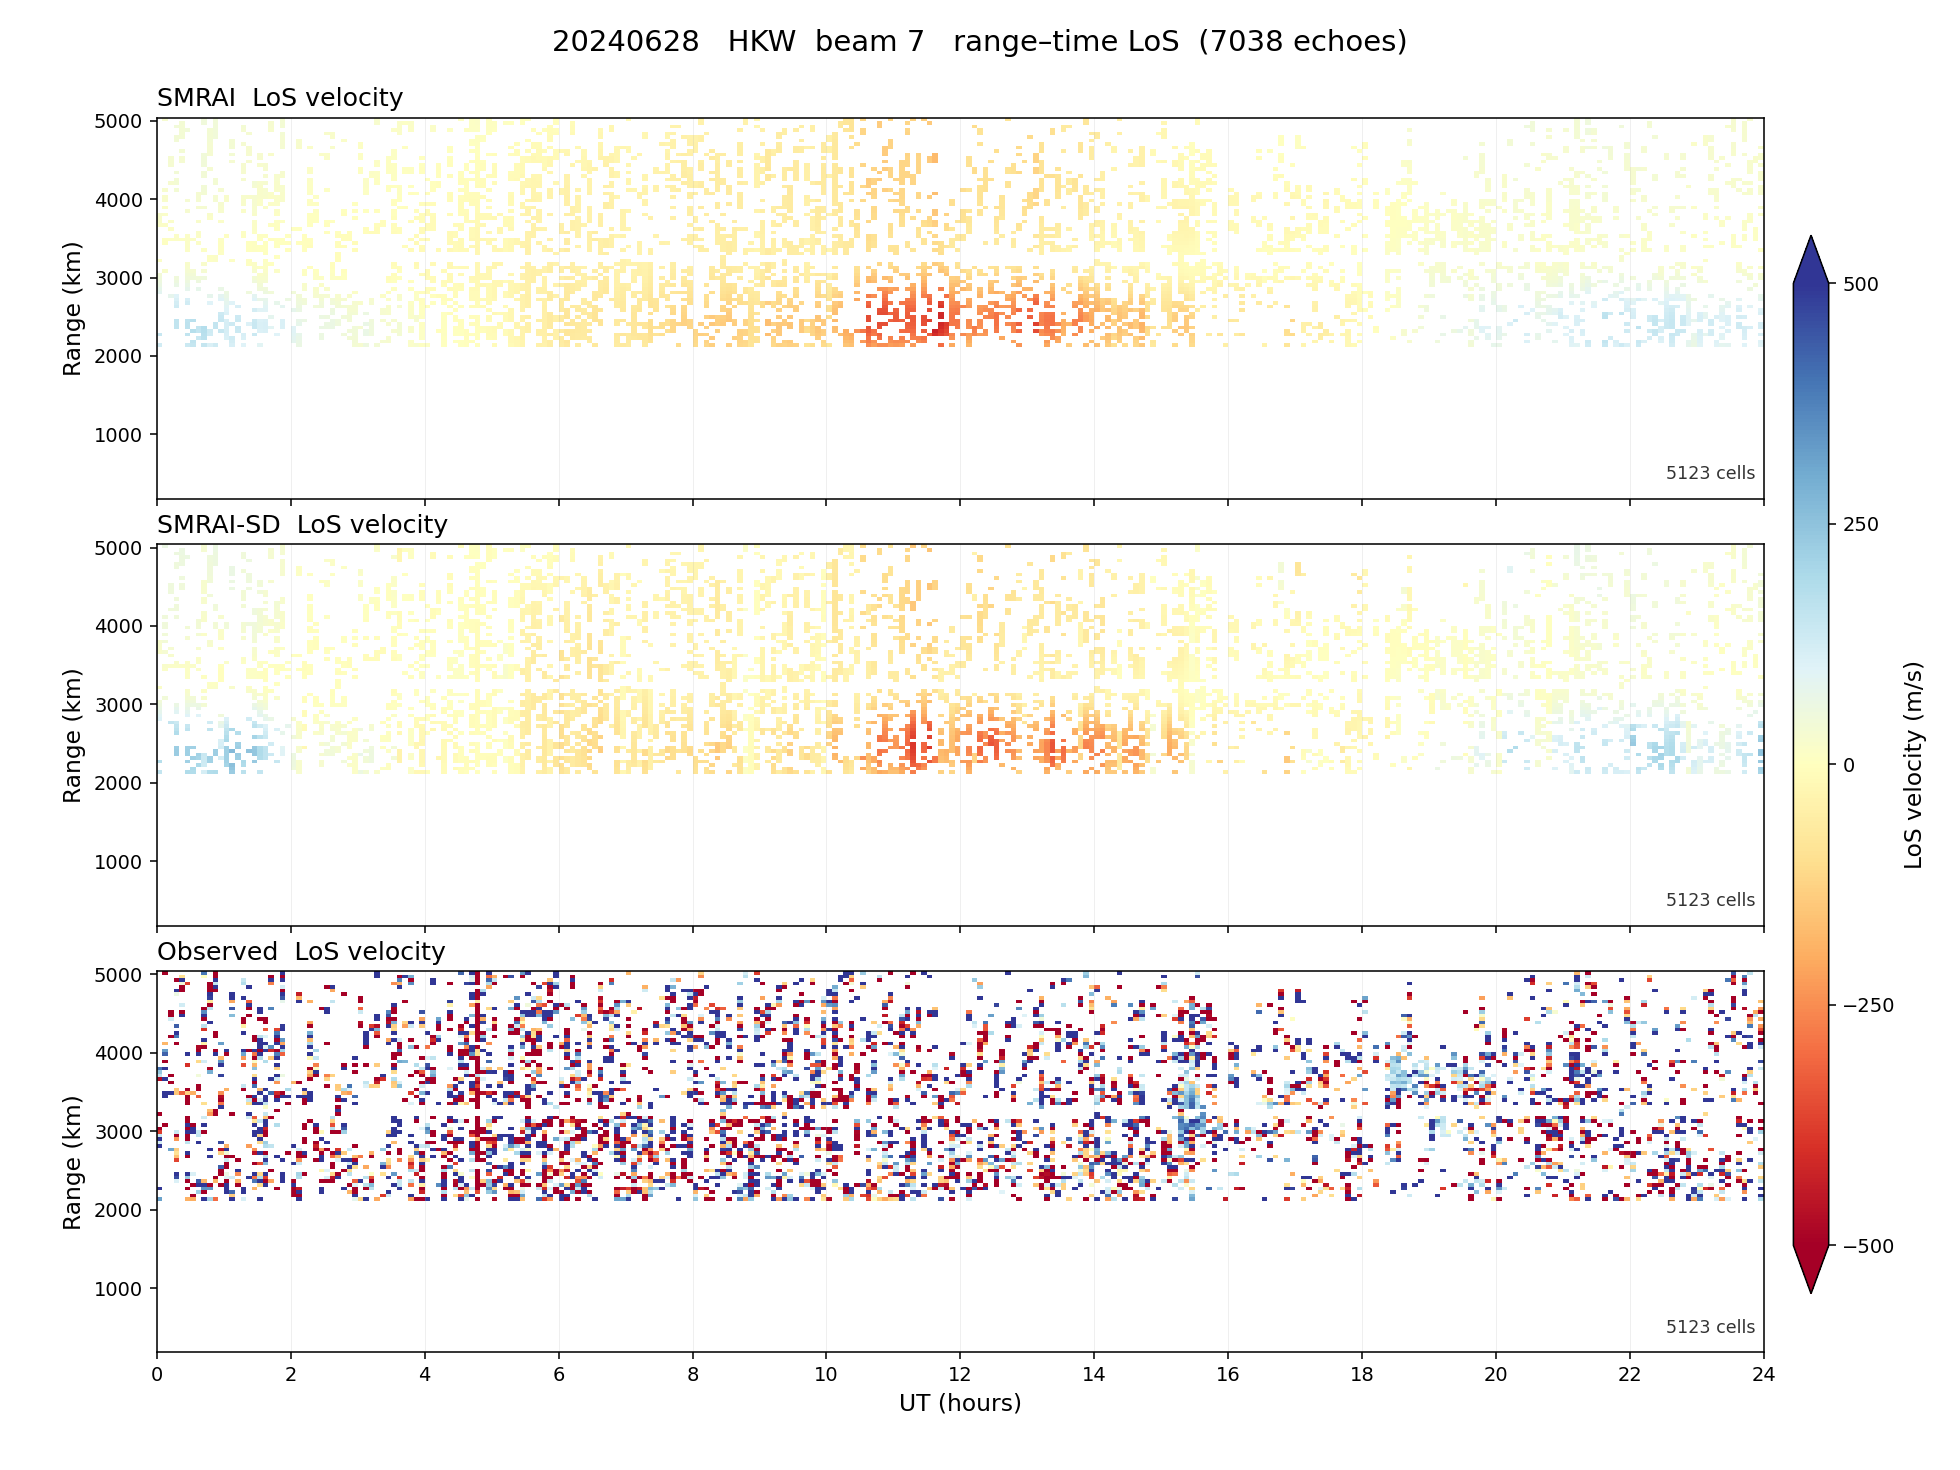 20240628   HKW  beam 7   range–time LoS  (7038 echoes)
SMRAI  LoS velocity
5000
4000
3000
2000
1000
Range (km)
5123 cells
SMRAI-SD  LoS velocity
5000
4000
3000
2000
1000
Range (km)
5123 cells
Observed  LoS velocity
5000
4000
3000
2000
1000
Range (km)
5123 cells
0 2 4 6 8 10 12 14 16 18 20 22 24
UT (hours)
500
250
0
−250
−500
LoS velocity (m/s)